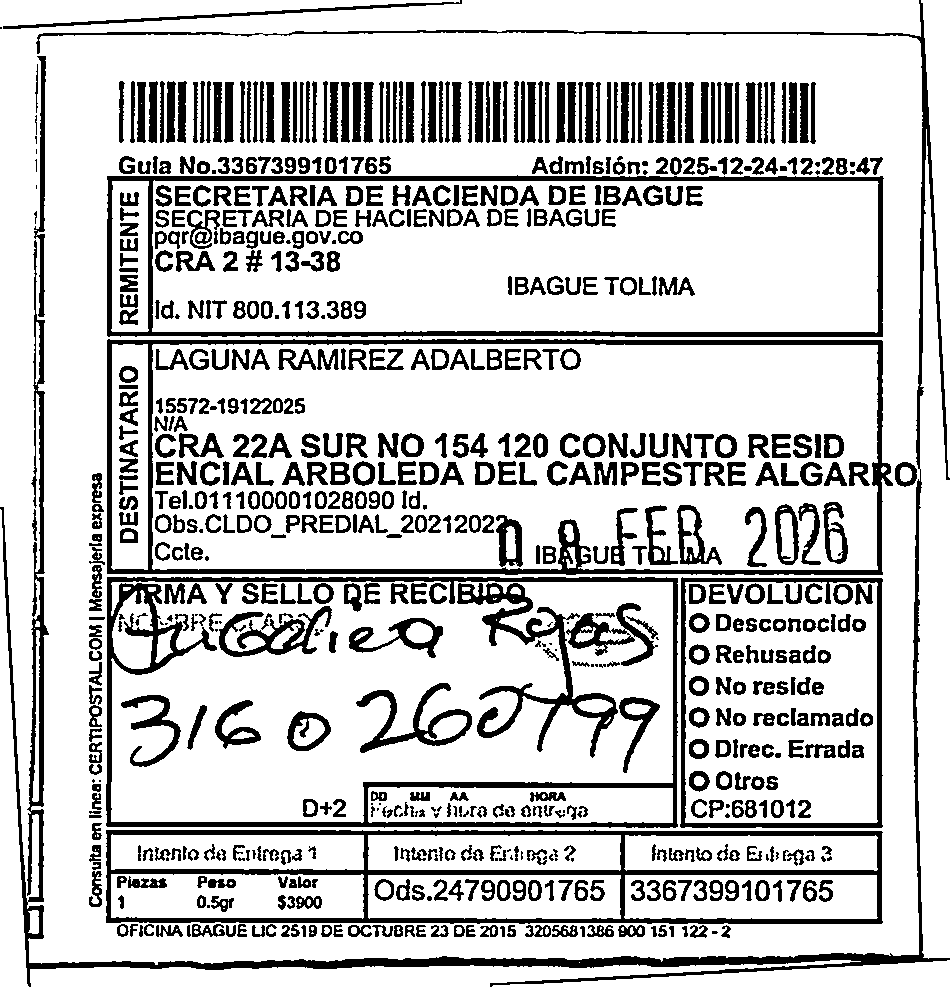 Guia No.3367399101765 Admisión: 2025-12-24-12:28:47
REMITENTE
SECRETARIA DE HACIENDA DE IBAGUE
SECRETARIA DE HACIENDA DE IBAGUE
pqr@ibague.gov.co
CRA 2 # 13-38
IBAGUE TOLIMA
Id. NIT 800.113.389
DESTINATARIO
LAGUNA RAMIREZ ADALBERTO
15572-19122025
N/A
CRA 22A SUR NO 154 120 CONJUNTO RESID
ENCIAL ARBOLEDA DEL CAMPESTRE ALGARRO
Tel.011100001028090 Id.
Obs.CLDO_PREDIAL_20212022
Ccte. IBAGUE TOLIMA
FEB 2026
FIRMA Y SELLO DE RECIBIDO
Rojas
316 0 260799
D+2
DD MM AA HORA
Fecha y hora de entrega
DEVOLUCION
O Desconocido
O Rehusado
O No reside
O No reclamado
O Direc. Errada
O Otros
CP:681012
Intento de Entrega 1 Intento de Entrega 2 Intento de Entrega 3
Piezas Peso Valor
1 0.5gr $3900
Ods.24790901765 3367399101765
OFICINA IBAGUE LIC 2519 DE OCTUBRE 23 DE 2015 3205681386 900 151 122 - 2
Consulta en linea: CERTIPOSTAL.COM | Mensajería expresa